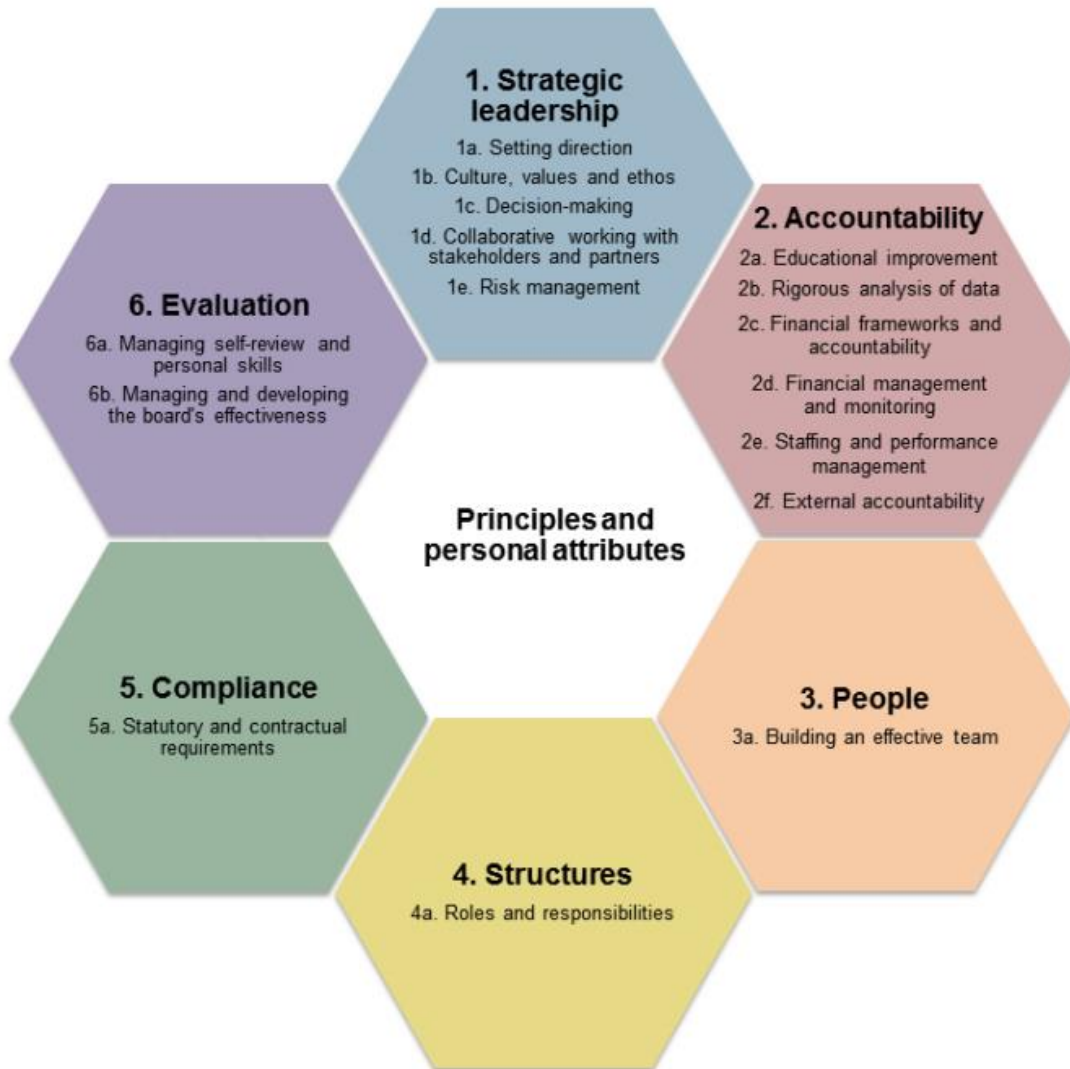 1. Strategic
leadership
1a. Setting direction
1b. Culture, values and ethos
1c. Decision-making
1d. Collaborative working with
stakeholders and partners
1e. Risk management
2. Accountability
2a. Educational improvement
2b. Rigorous analysis of data
2c. Financial frameworks and
accountability
2d. Financial management
and monitoring
2e. Staffing and performance
management
2f. External accountability
3. People
3a. Building an effective team
4. Structures
4a. Roles and responsibilities
5. Compliance
5a. Statutory and contractual
requirements
6. Evaluation
6a. Managing self-review and
personal skills
6b. Managing and developing
the board's effectiveness
Principles and
personal attributes